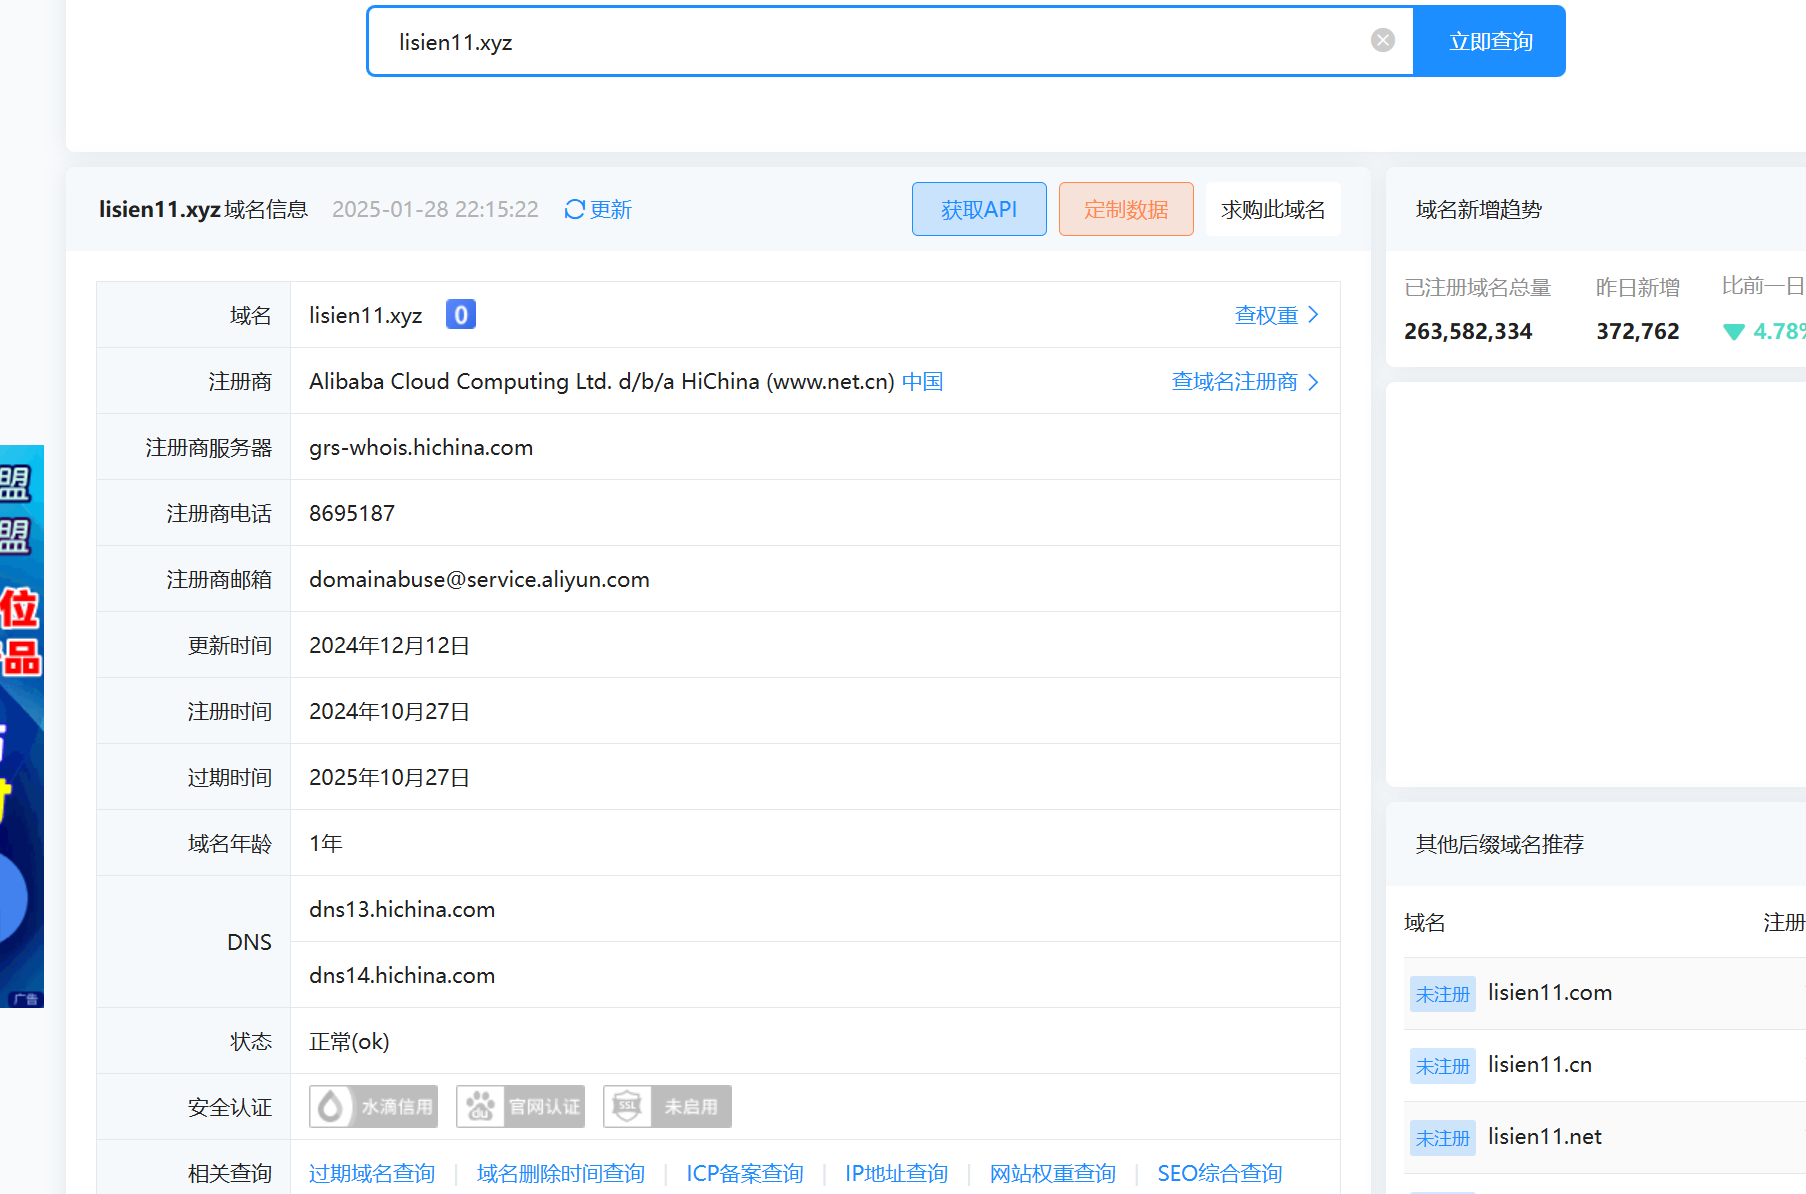 lisien11.xyz
立即查询
lisien11.xyz域名信息 2025-01-28 22:15:22 更新 获取API 定制数据 求购此域名
域名 lisien11.xyz 0 查权重
注册商 Alibaba Cloud Computing Ltd. d/b/a HiChina (www.net.cn) 中国 查域名注册商
注册商服务器 grs-whois.hichina.com
注册商电话 8695187
注册商邮箱 domainabuse@service.aliyun.com
更新时间 2024年12月12日
注册时间 2024年10月27日
过期时间 2025年10月27日
域名年龄 1年
DNS
dns13.hichina.com
dns14.hichina.com
状态 正常(ok)
安全认证 水滴信用 du 官网认证 SSL 未启用
相关查询 过期域名查询 | 域名删除时间查询 | ICP备案查询 | IP地址查询 | 网站权重查询 | SEO综合查询
域名新增趋势
已注册域名总量 昨日新增 比前一日
263,582,334 372,762 4.78%
其他后缀域名推荐
域名 注册
未注册 lisien11.com
未注册 lisien11.cn
未注册 lisien11.net
盟
盟
位
品
广告